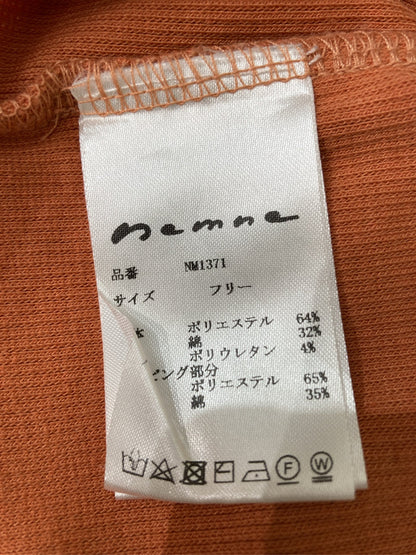 nemne
品番 NM1371
サイズ フリー
体 ポリエステル 64%
綿 32%
ポリウレタン 4%
ピング部分
ポリエステル 65%
綿 35%
F W